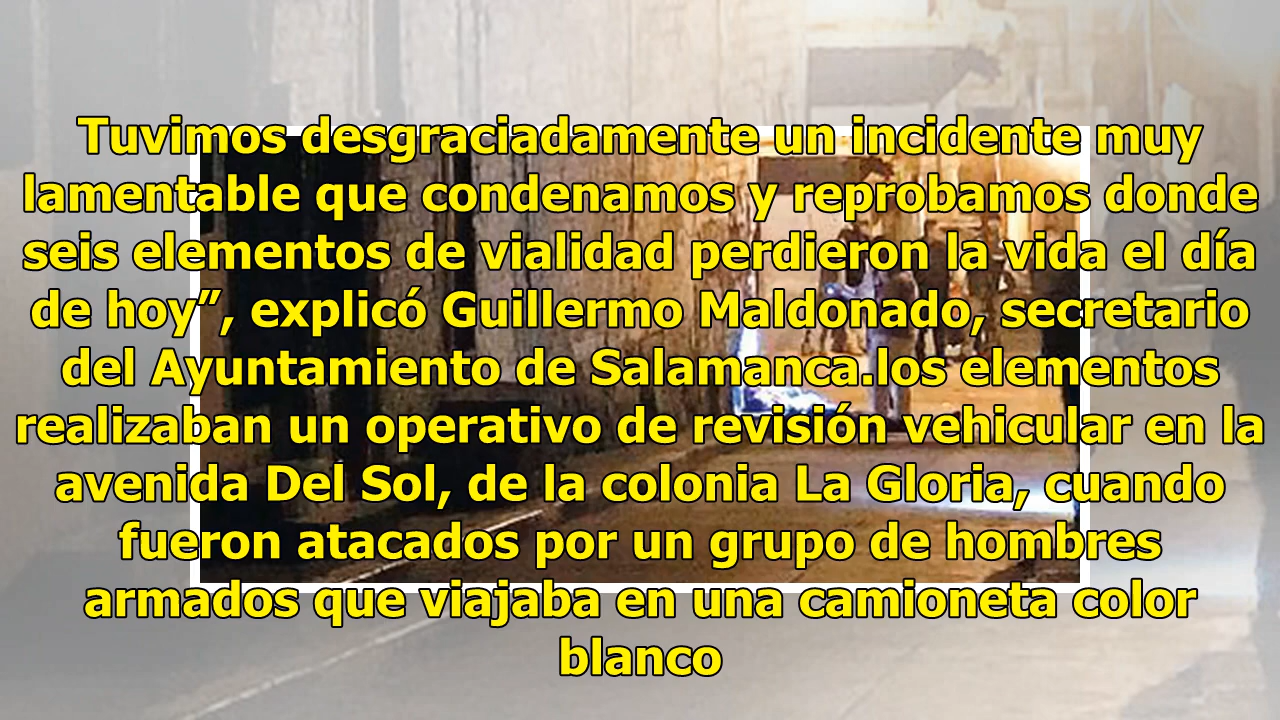 Tuvimos desgraciadamente un incidente muy
lamentable que condenamos y reprobamos donde
seis elementos de vialidad perdieron la vida el día
de hoy”, explicó Guillermo Maldonado, secretario
del Ayuntamiento de Salamanca.los elementos
realizaban un operativo de revisión vehicular en la
avenida Del Sol, de la colonia La Gloria, cuando
fueron atacados por un grupo de hombres
armados que viajaba en una camioneta color
blanco